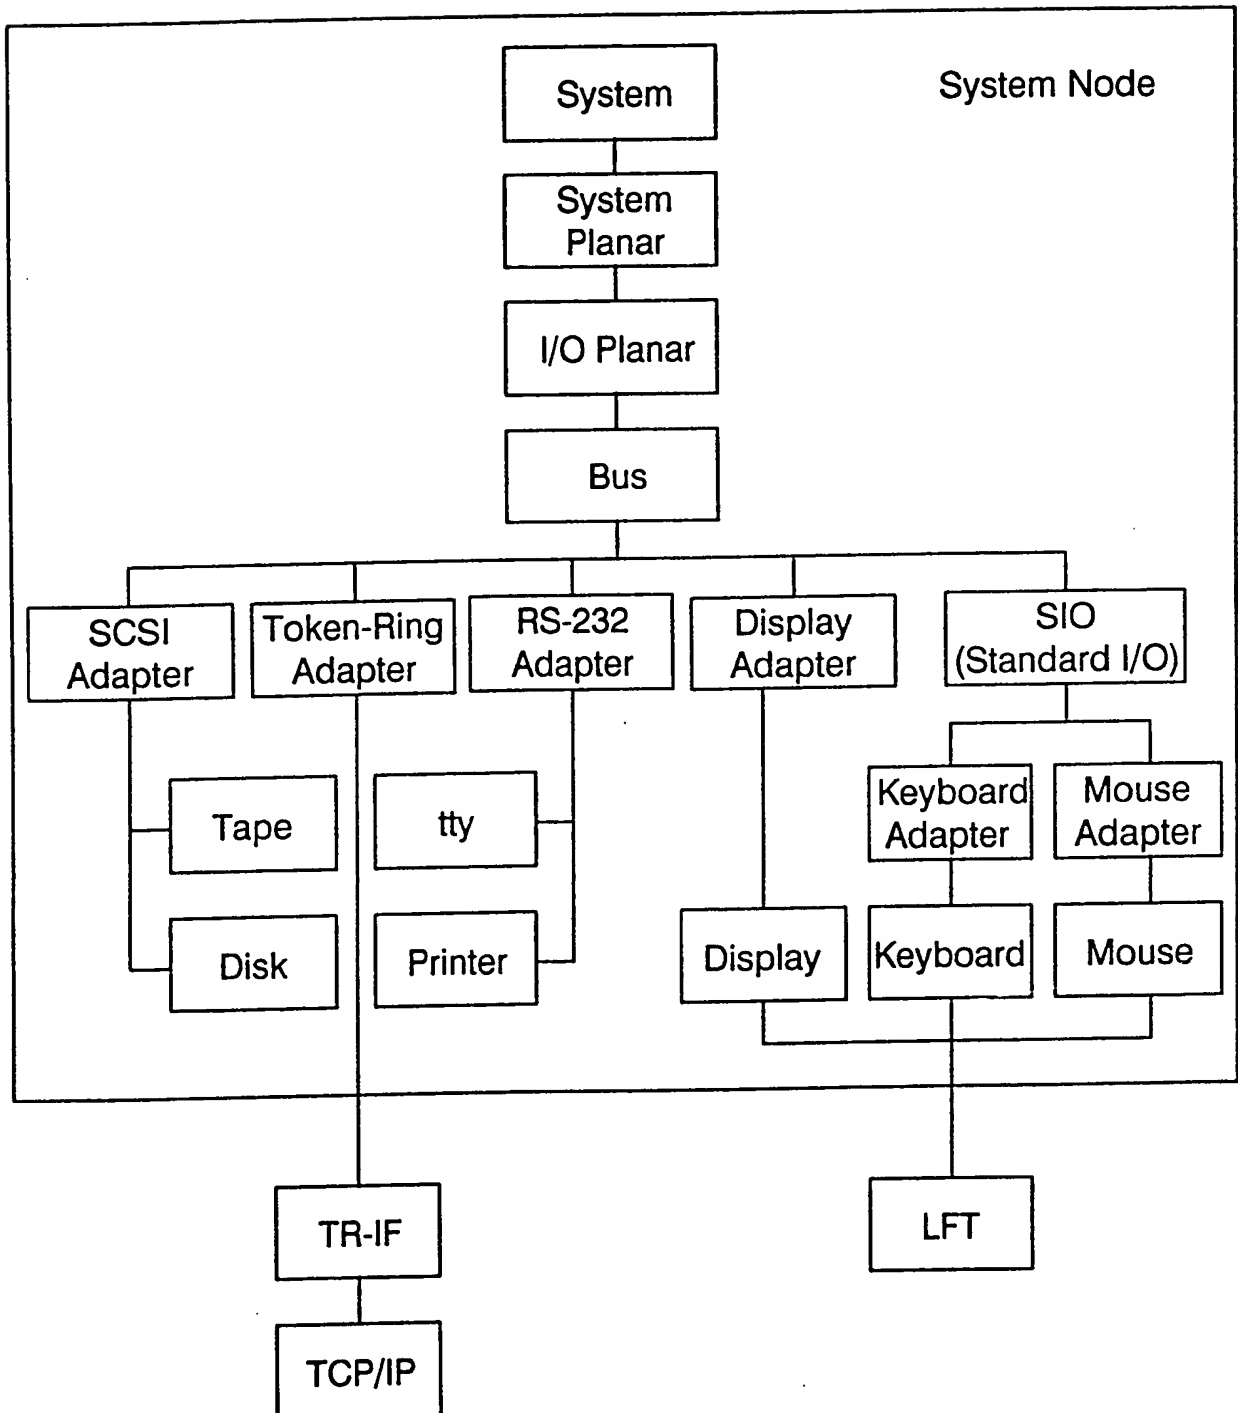 System Node
System
System
Planar
I/O Planar
Bus
SCSI
Adapter
Token-Ring
Adapter
RS-232
Adapter
Display
Adapter
SIO
(Standard I/O)
Keyboard
Adapter
Mouse
Adapter
Tape
tty
Disk
Printer
Display
Keyboard
Mouse
TR-IF
LFT
TCP/IP